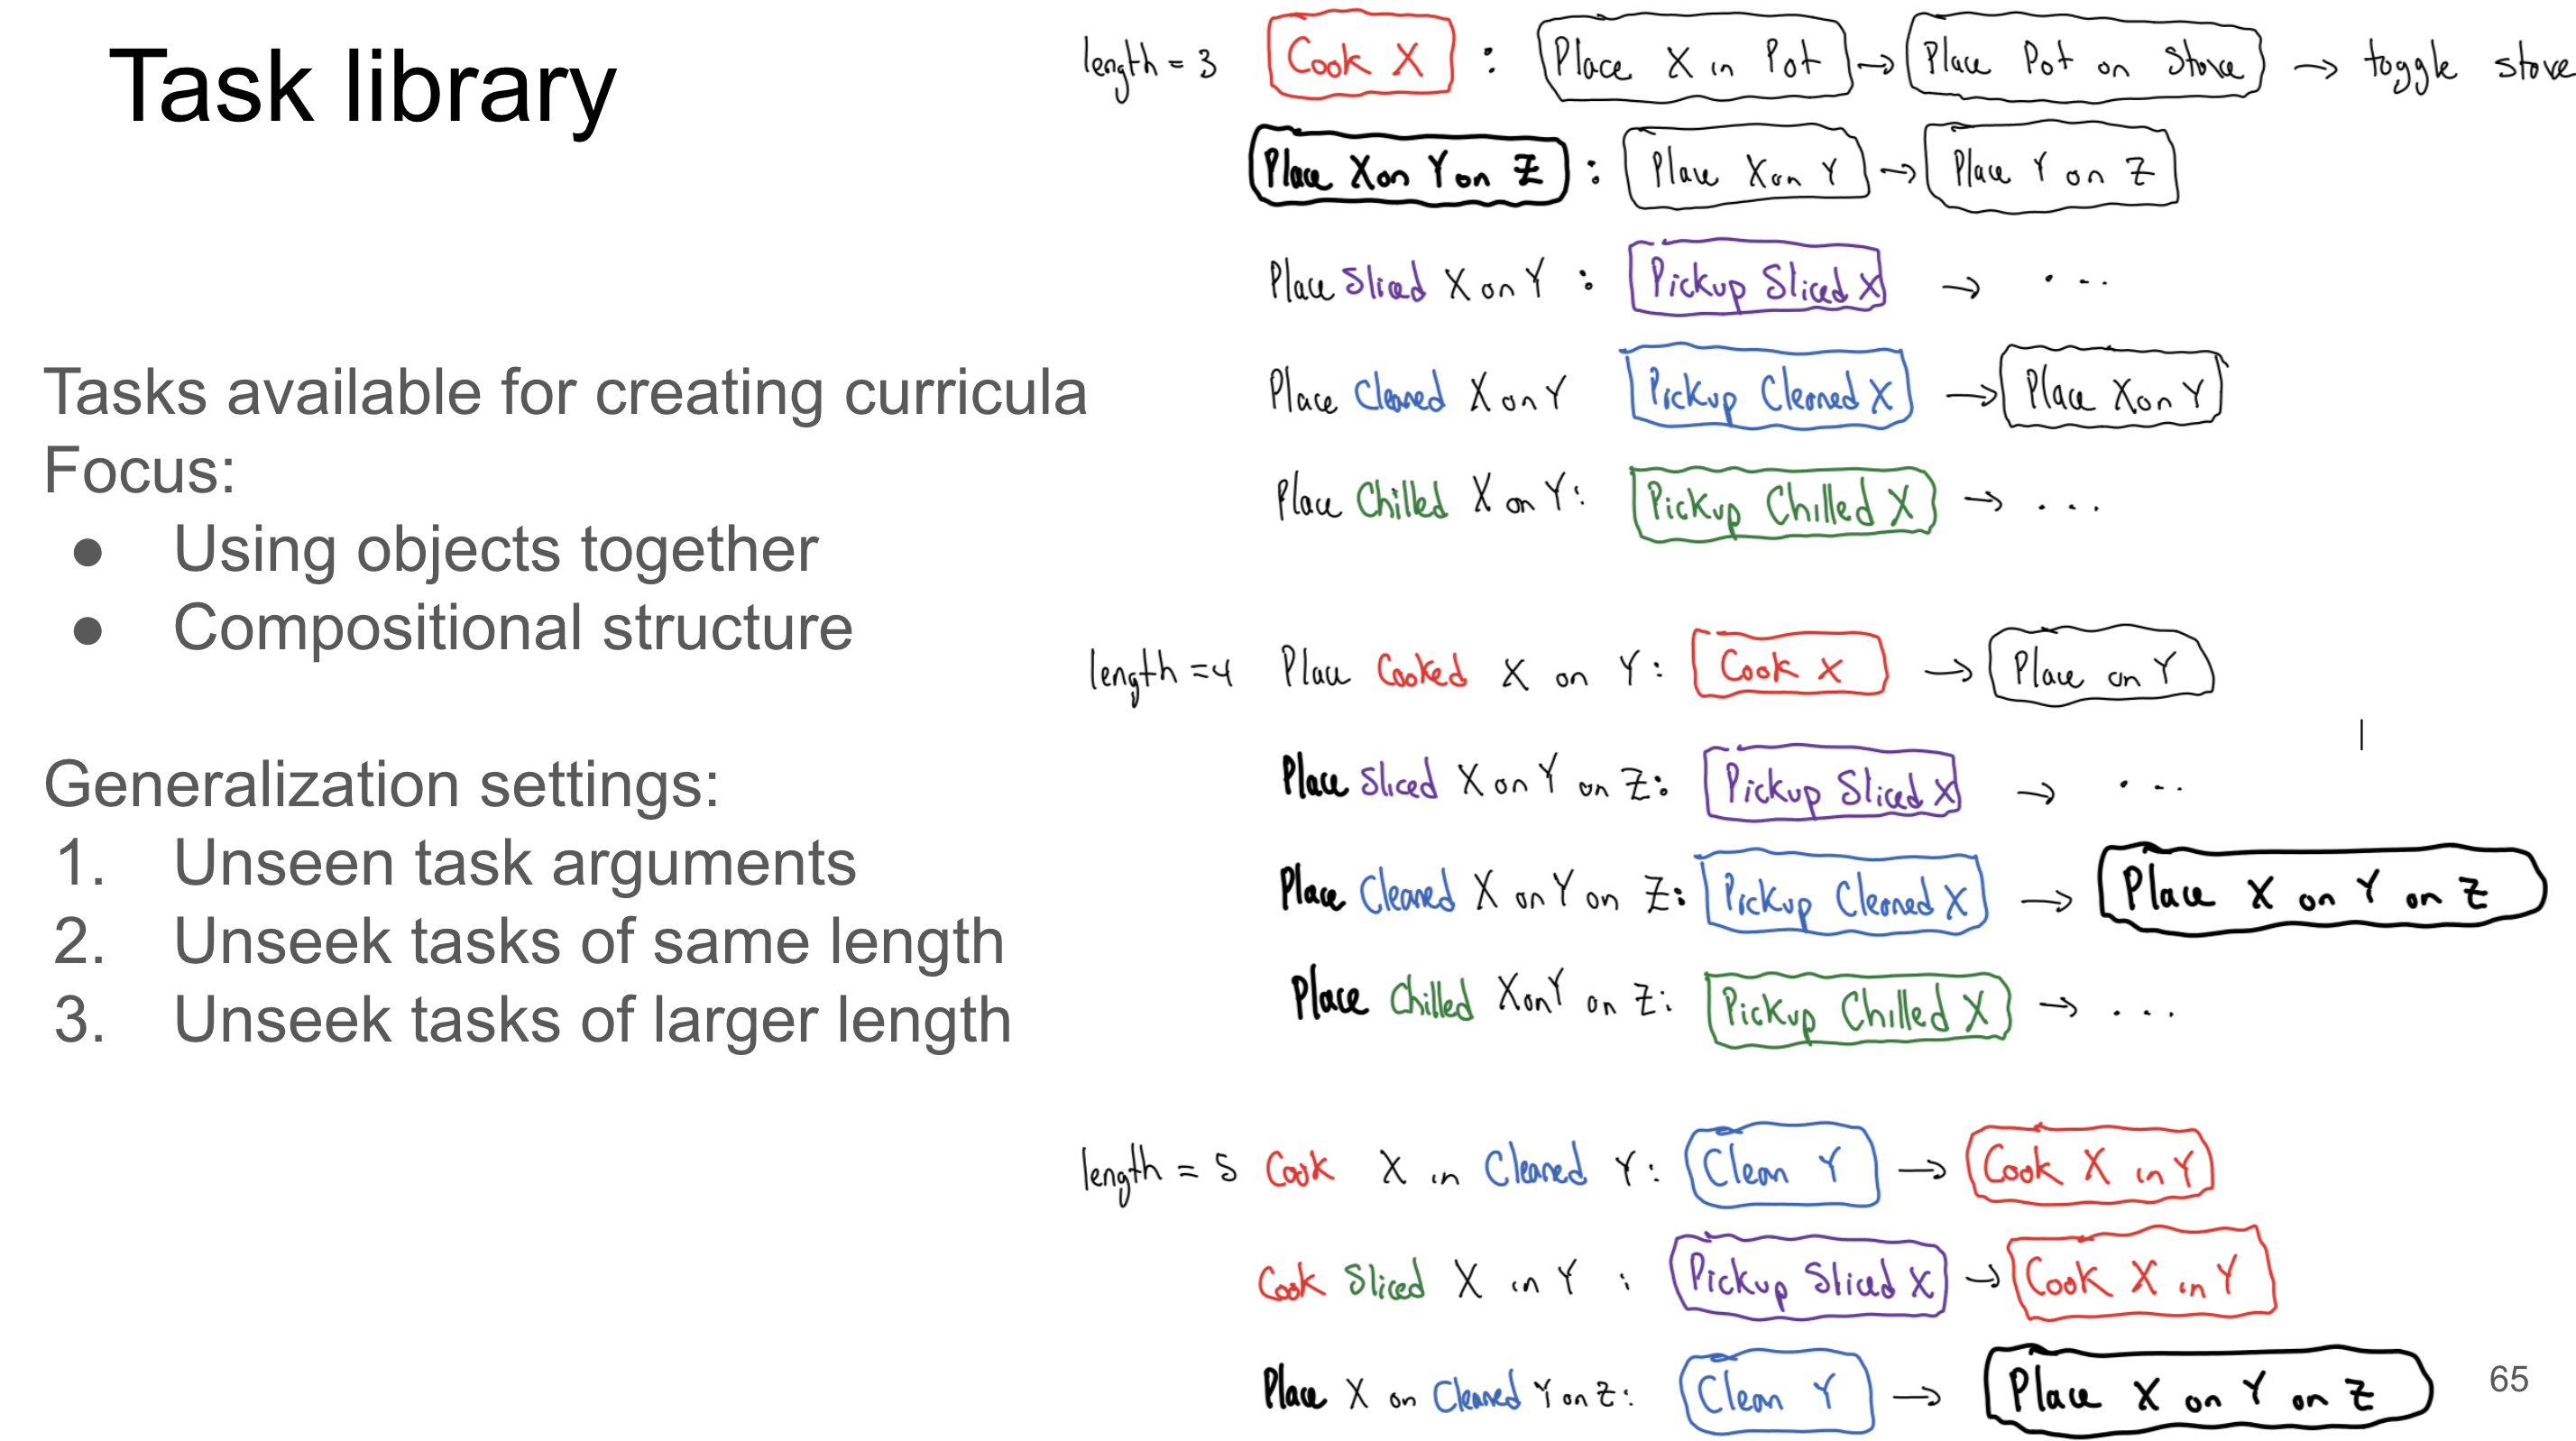 Task library
Tasks available for creating curricula
Focus:
● Using objects together
● Compositional structure
Generalization settings:
1. Unseen task arguments
2. Unseek tasks of same length
3. Unseek tasks of larger length
length = 3 Cook X : Place X in Pot → Place Pot on Stove → toggle stove
Place X on Y on Z : Place X on Y → Place Y on Z
Place Sliced X on Y : Pickup Sliced X → ...
Place Cleaned X on Y Pickup Cleaned X → Place X on Y
Place Chilled X on Y : Pickup Chilled X → ...
length = 4 Place Cooked X on Y : Cook X → Place on Y
Place Sliced X on Y on Z : Pickup Sliced X → ...
Place Cleaned X on Y on Z : Pickup Cleaned X → Place X on Y on Z
Place Chilled X on Y on Z : Pickup Chilled X → ...
length = 5 Cook X in Cleaned Y : Clean Y → Cook X in Y
Cook Sliced X in Y : Pickup Sliced X → Cook X in Y
Place X on Cleaned Y on Z : Clean Y → Place X on Y on Z
65